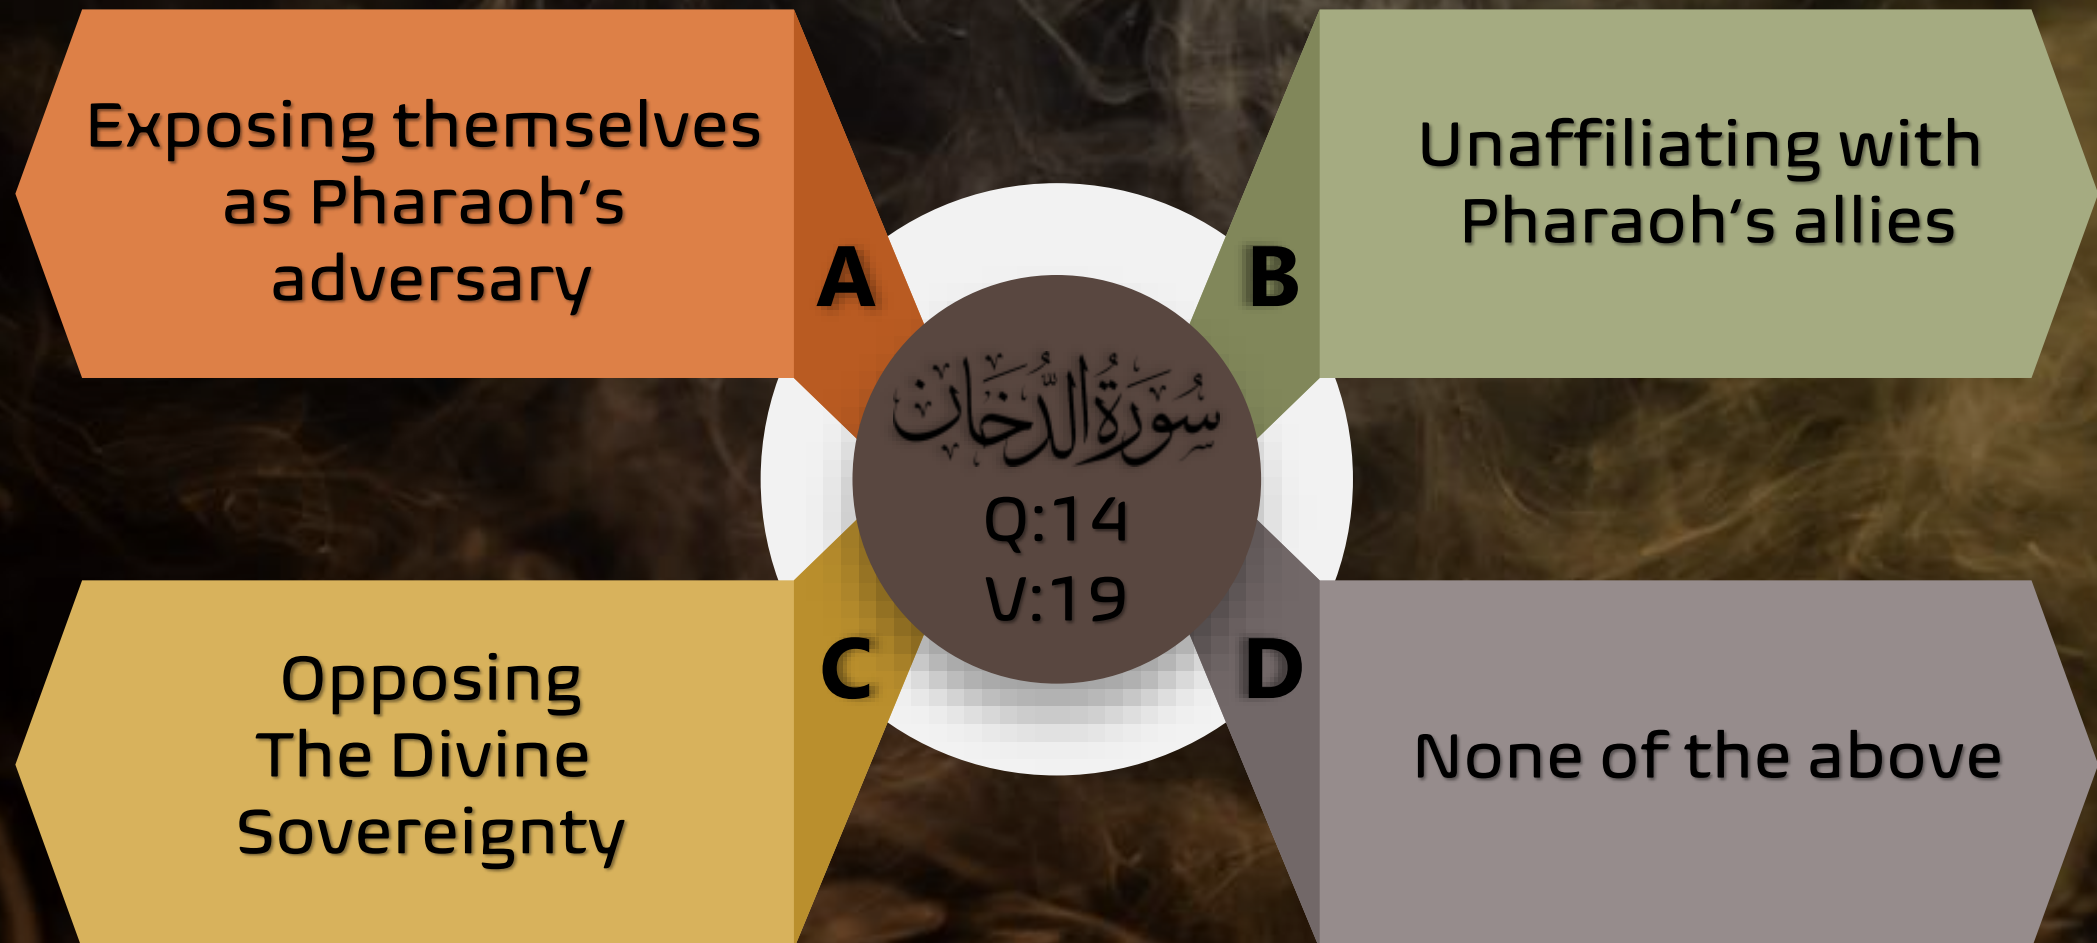 Exposing themselves
as Pharaoh‘s
adversary
A
Unaffiliating with
Pharaoh‘s allies
B
سُورَةُ الدُّخَان
Q:14
V:19
Opposing
The Divine
Sovereignty
C
None of the above
D